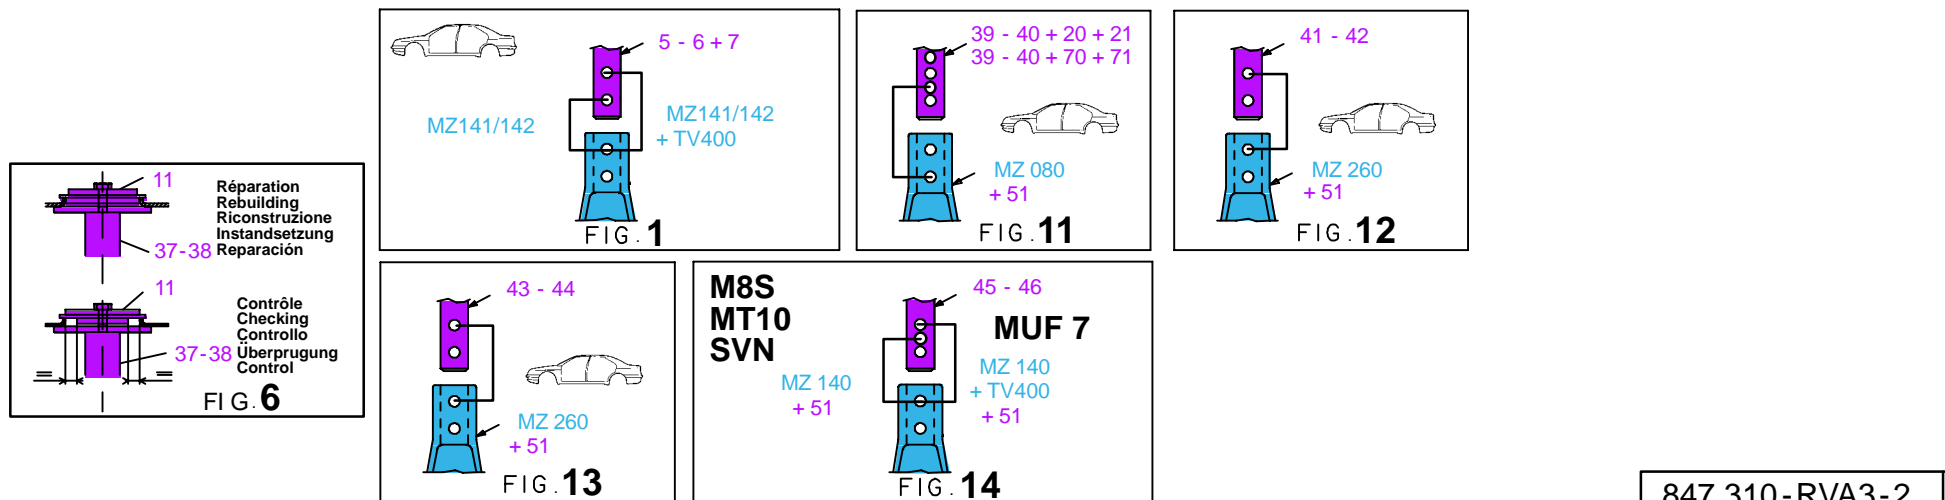 11
Réparation
Rebuilding
Riconstruzione
Instandsetzung
37-38 Reparación
11
Contrôle
Checking
Controllo
37-38 Überprugung
Control
FIG.6
5 - 6 + 7
MZ141/142
MZ141/142
+ TV400
FIG.1
39 - 40 + 20 + 21
39 - 40 + 70 + 71
MZ 080
+ 51
FIG.11
41 - 42
MZ 260
+ 51
FIG.12
43 - 44
MZ 260
+ 51
FIG.13
M8S
MT10
SVN
45 - 46
MUF 7
MZ 140
+ 51
MZ 140
+ TV400
+ 51
FIG.14
847.310-RVA3-2